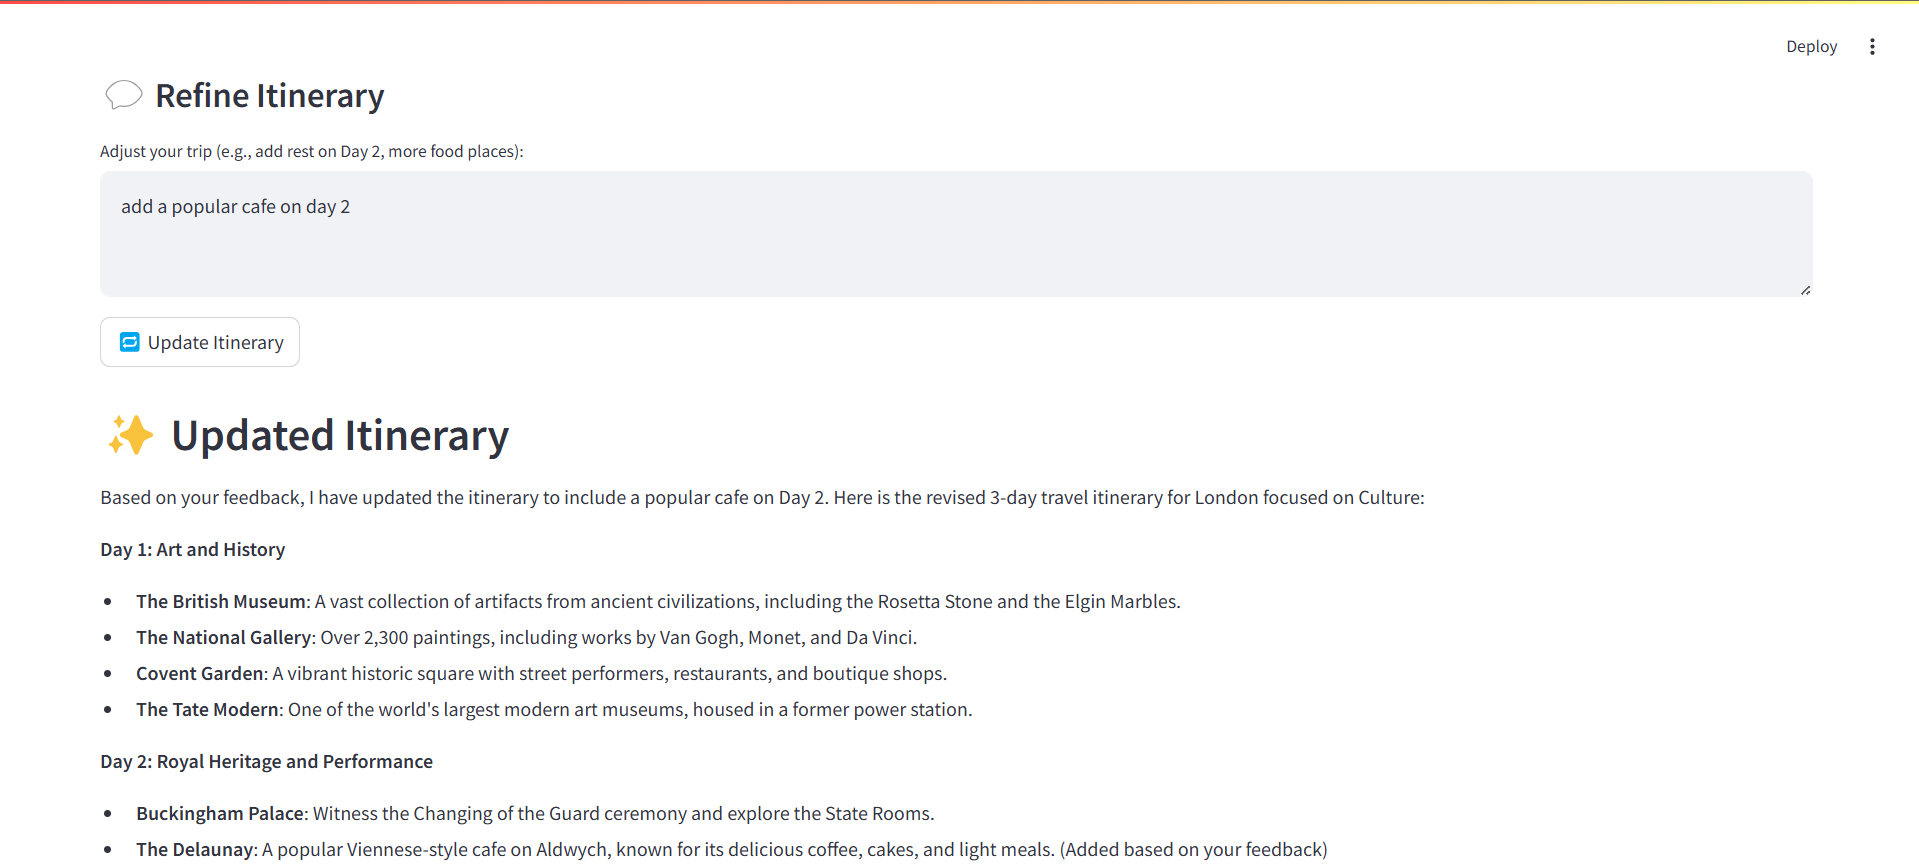 Deploy
Refine Itinerary
Adjust your trip (e.g., add rest on Day 2, more food places):
add a popular cafe on day 2
Update Itinerary
Updated Itinerary
Based on your feedback, I have updated the itinerary to include a popular cafe on Day 2. Here is the revised 3-day travel itinerary for London focused on Culture:
Day 1: Art and History
• The British Museum: A vast collection of artifacts from ancient civilizations, including the Rosetta Stone and the Elgin Marbles.
• The National Gallery: Over 2,300 paintings, including works by Van Gogh, Monet, and Da Vinci.
• Covent Garden: A vibrant historic square with street performers, restaurants, and boutique shops.
• The Tate Modern: One of the world's largest modern art museums, housed in a former power station.
Day 2: Royal Heritage and Performance
• Buckingham Palace: Witness the Changing of the Guard ceremony and explore the State Rooms.
• The Delaunay: A popular Viennese-style cafe on Aldwych, known for its delicious coffee, cakes, and light meals. (Added based on your feedback)